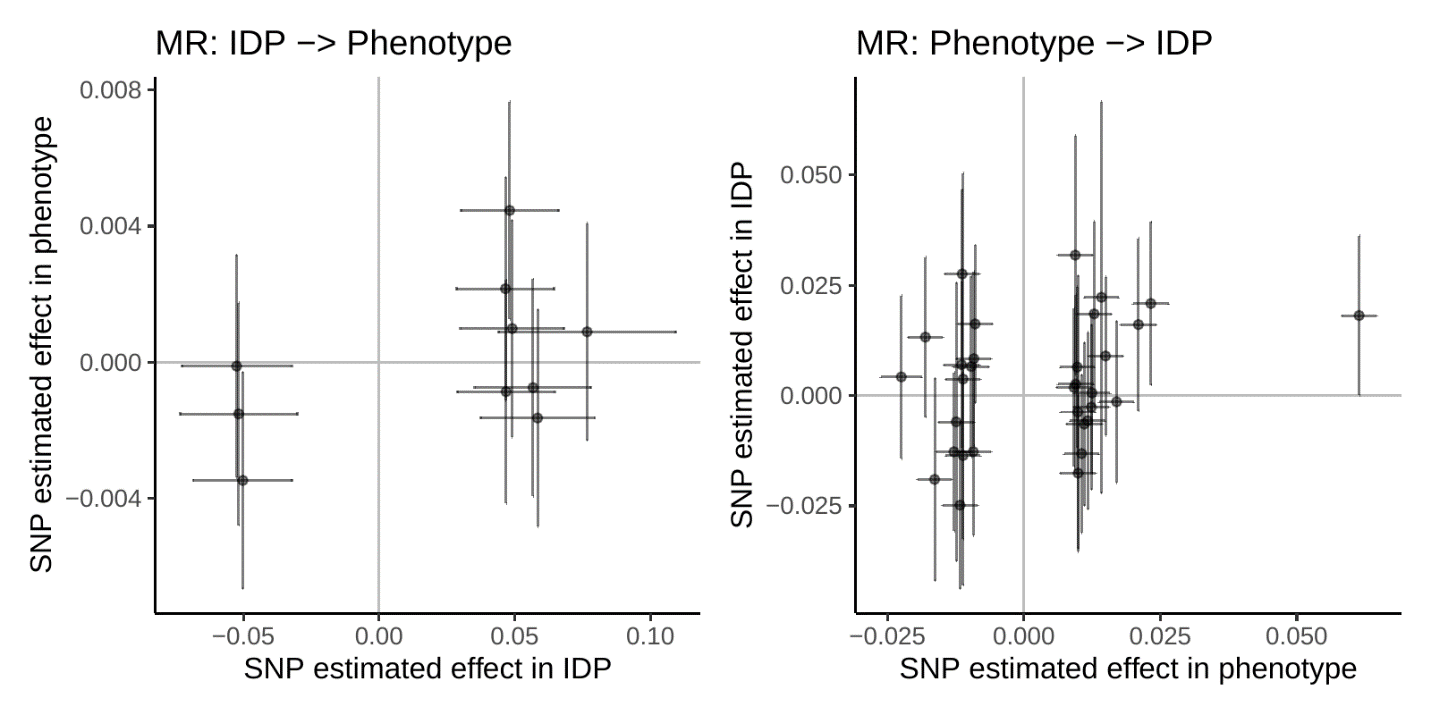 MR: IDP −> Phenotype
SNP estimated effect in phenotype
0.008
0.004
0.000
−0.004
−0.05
0.00
0.05
0.10
SNP estimated effect in IDP
MR: Phenotype −> IDP
SNP estimated effect in IDP
0.050
0.025
0.000
−0.025
−0.025
0.000
0.025
0.050
SNP estimated effect in phenotype